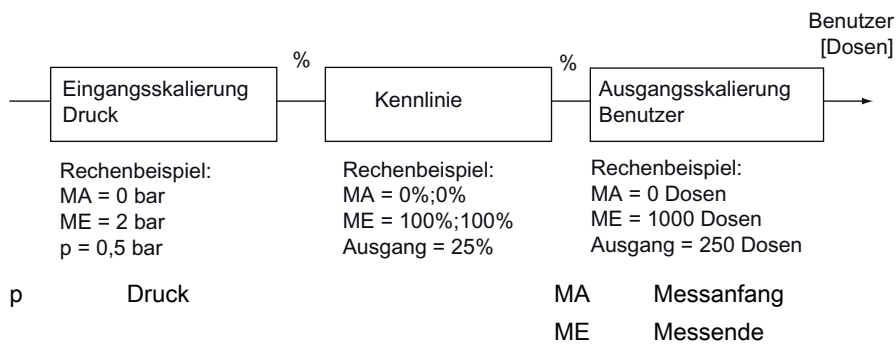 Benutzer
[Dosen]
%
%
Eingangsskalierung
Druck
Kennlinie
Ausgangsskalierung
Benutzer
Rechenbeispiel:
MA = 0 bar
ME = 2 bar
p = 0,5 bar
Rechenbeispiel:
MA = 0%;0%
ME = 100%;100%
Ausgang = 25%
Rechenbeispiel:
MA = 0 Dosen
ME = 1000 Dosen
Ausgang = 250 Dosen
p Druck
MA Messanfang
ME Messende